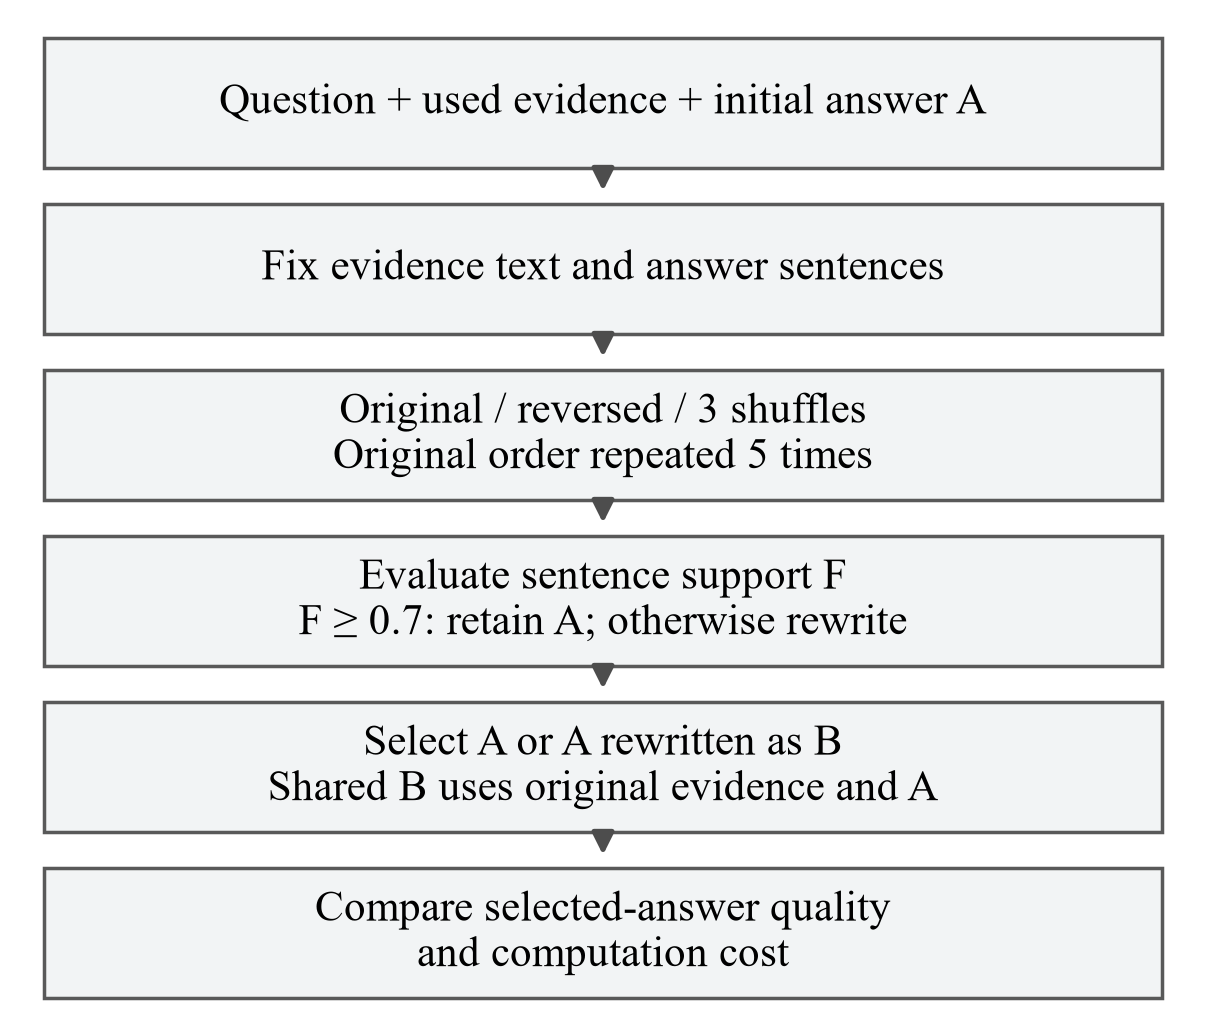 Question + used evidence + initial answer A
Fix evidence text and answer sentences
Original / reversed / 3 shuffles
Original order repeated 5 times
Evaluate sentence support F
F ≥ 0.7: retain A; otherwise rewrite
Select A or A rewritten as B
Shared B uses original evidence and A
Compare selected-answer quality
and computation cost